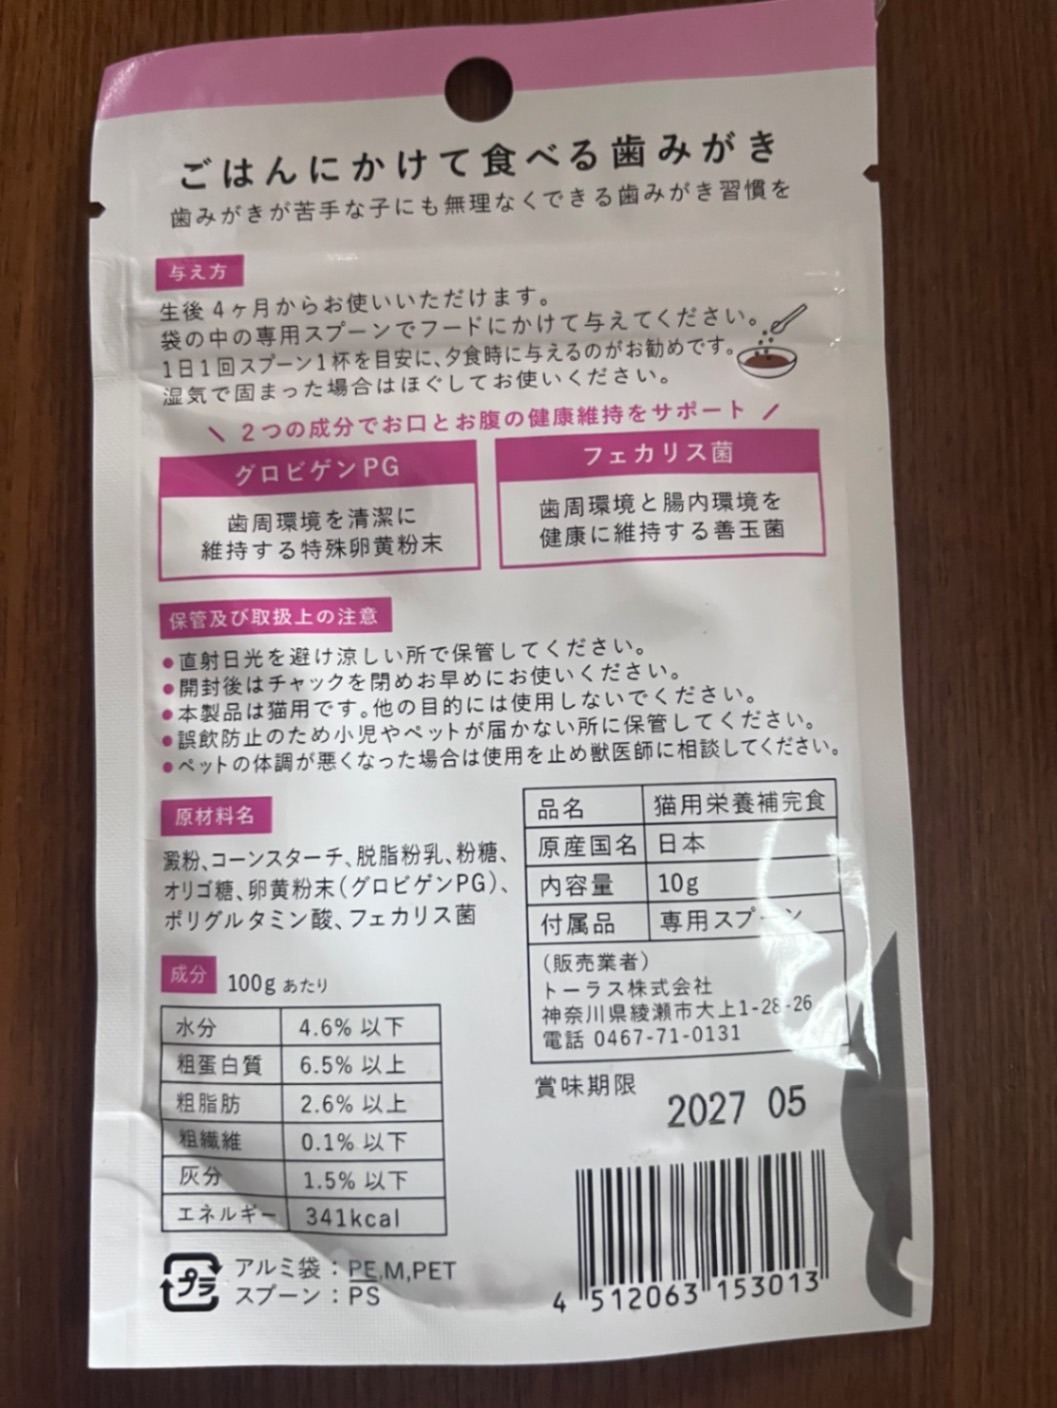 ごはんにかけて食べる歯みがき
歯みがきが苦手な子にも無理なくできる歯みがき習慣を
与え方
生後4ヶ月からお使いいただけます。
袋の中の専用スプーンでフードにかけて与えてください。
1日1回スプーン1杯を目安に、夕食時に与えるのがお勧めです。
湿気で固まった場合はほぐしてお使いください。
\ 2つの成分でお口とお腹の健康維持をサポート /
グロビゲンPG
歯周環境を清潔に
維持する特殊卵黄粉末
フェカリス菌
歯周環境と腸内環境を
健康に維持する善玉菌
保管及び取扱上の注意
●直射日光を避け涼しい所で保管してください。
●開封後はチャックを閉めお早めにお使いください。
●本製品は猫用です。他の目的には使用しないでください。
●誤飲防止のため小児やペットが届かない所に保管してください。
●ペットの体調が悪くなった場合は使用を止め獣医師に相談してください。
原材料名
澱粉、コーンスターチ、脱脂粉乳、粉糖、
オリゴ糖、卵黄粉末(グロビゲンPG)、
ポリグルタミン酸、フェカリス菌
成分 100gあたり
水分 4.6% 以下
粗蛋白質 6.5% 以上
粗脂肪 2.6% 以上
粗繊維 0.1% 以下
灰分 1.5% 以下
エネルギー 341kcal
品名 猫用栄養補完食
原産国名 日本
内容量 10g
付属品 専用スプーン
(販売業者)
トーラス株式会社
神奈川県綾瀬市大上1-28-26
電話 0467-71-0131
賞味期限
2027 05
プラ
アルミ袋：PE,M,PET
スプーン：PS
4 512063 153013